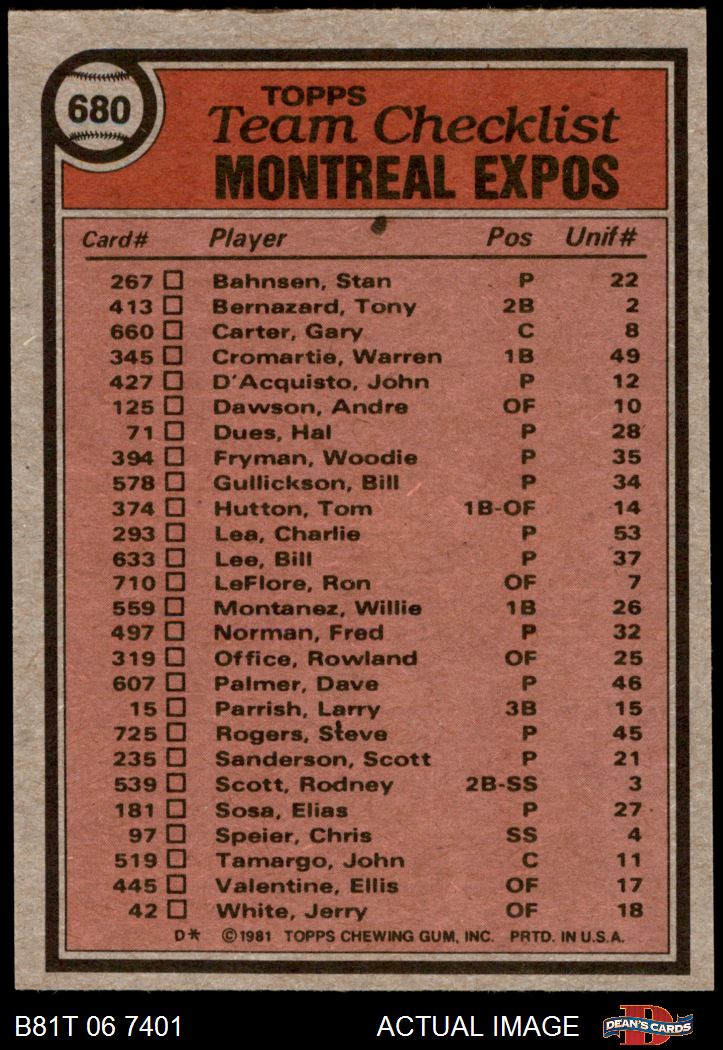 680
TOPPS
Team Checklist
MONTREAL EXPOS
Card# Player Pos Unif#
267 Bahnsen, Stan P 22
413 Bernazard, Tony 2B 2
660 Carter, Gary C 8
345 Cromartie, Warren 1B 49
427 D'Acquisto, John P 12
125 Dawson, Andre OF 10
71 Dues, Hal P 28
394 Fryman, Woodie P 35
578 Gullickson, Bill P 34
374 Hutton, Tom 1B-OF 14
293 Lea, Charlie P 53
633 Lee, Bill P 37
710 LeFlore, Ron OF 7
559 Montanez, Willie 1B 26
497 Norman, Fred P 32
319 Office, Rowland OF 25
607 Palmer, Dave P 46
15 Parrish, Larry 3B 15
725 Rogers, Steve P 45
235 Sanderson, Scott P 21
539 Scott, Rodney 2B-SS 3
181 Sosa, Elias P 27
97 Speier, Chris SS 4
519 Tamargo, John C 11
445 Valentine, Ellis OF 17
42 White, Jerry OF 18
D* ©1981 TOPPS CHEWING GUM, INC. PRTD. IN U.S.A.
B81T 06 7401 ACTUAL IMAGE D DEAN'S CARDS